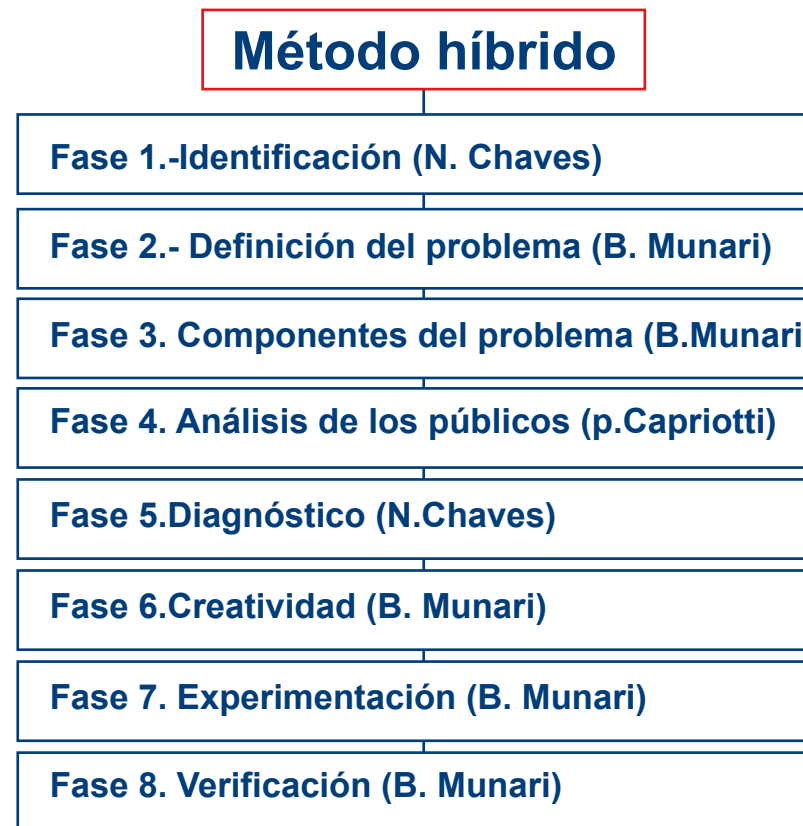 Método híbrido
Fase 1.-Identificación (N. Chaves)
Fase 2.- Definición del problema (B. Munari)
Fase 3. Componentes del problema (B.Munari
Fase 4. Análisis de los públicos (p.Capriotti)
Fase 5.Diagnóstico (N.Chaves)
Fase 6.Creatividad (B. Munari)
Fase 7. Experimentación (B. Munari)
Fase 8. Verificación (B. Munari)